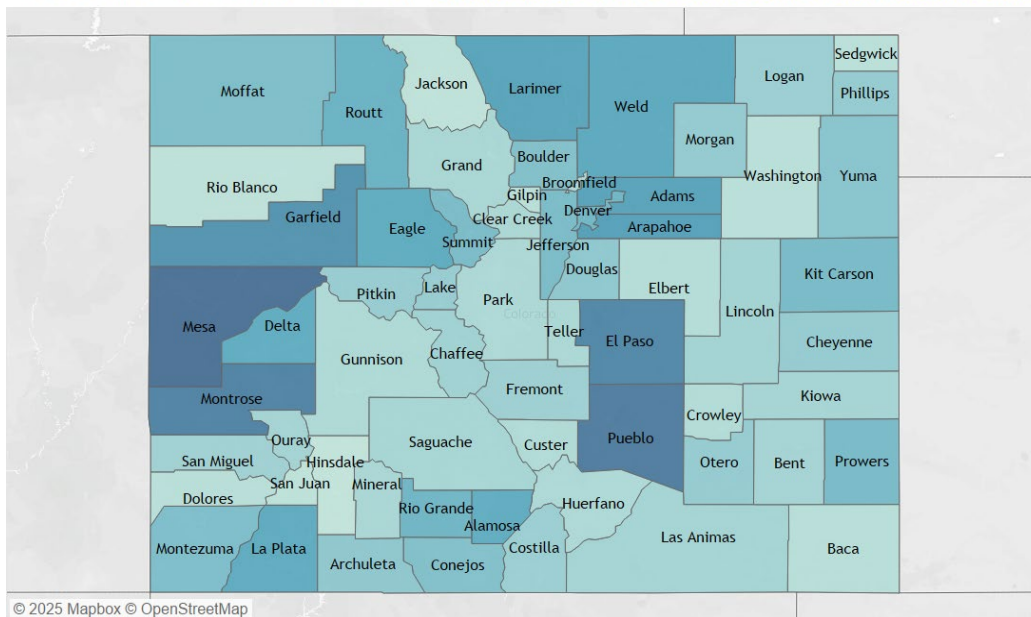 Sedgwick
Logan
Jackson
Larimer
Moffat
Phillips
Weld
Routt
Morgan
Boulder
Grand
Washington
Yuma
Rio Blanco
Broomfield
Gilpin
Adams
Denver
Garfield
Clear Creek
Arapahoe
Eagle
Summit
Jefferson
Douglas
Kit Carson
Elbert
Lake
Pitkin
Park
Lincoln
Colorado
Mesa
Delta
Teller
El Paso
Cheyenne
Chaffee
Gunnison
Fremont
Kiowa
Montrose
Crowley
Pueblo
Ouray
Saguache
Custer
San Miguel
Hinsdale
Otero
Bent
Prowers
San Juan
Mineral
Dolores
Huerfano
Rio Grande
Alamosa
Las Animas
Montezuma
La Plata
Costilla
Baca
Archuleta
Conejos
© 2025 Mapbox © OpenStreetMap